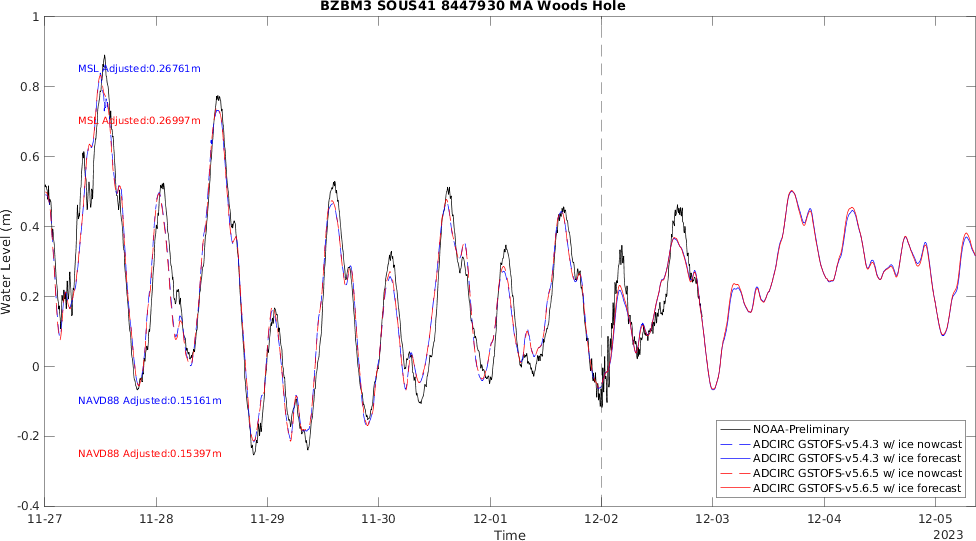 BZBM3 SOUS41 8447930 MA Woods Hole
1
0.8
0.6
0.4
0.2
0
-0.2
-0.4
Water Level (m)
MSL Adjusted:0.26761m
MSL Adjusted:0.26997m
NAVD88 Adjusted:0.15161m
NAVD88 Adjusted:0.15397m
NOAA-Preliminary
ADCIRC GSTOFS-v5.4.3 w/ ice nowcast
ADCIRC GSTOFS-v5.4.3 w/ ice forecast
ADCIRC GSTOFS-v5.6.5 w/ ice nowcast
ADCIRC GSTOFS-v5.6.5 w/ ice forecast
11-27 11-28 11-29 11-30 12-01 12-02 12-03 12-04 12-05
Time
2023